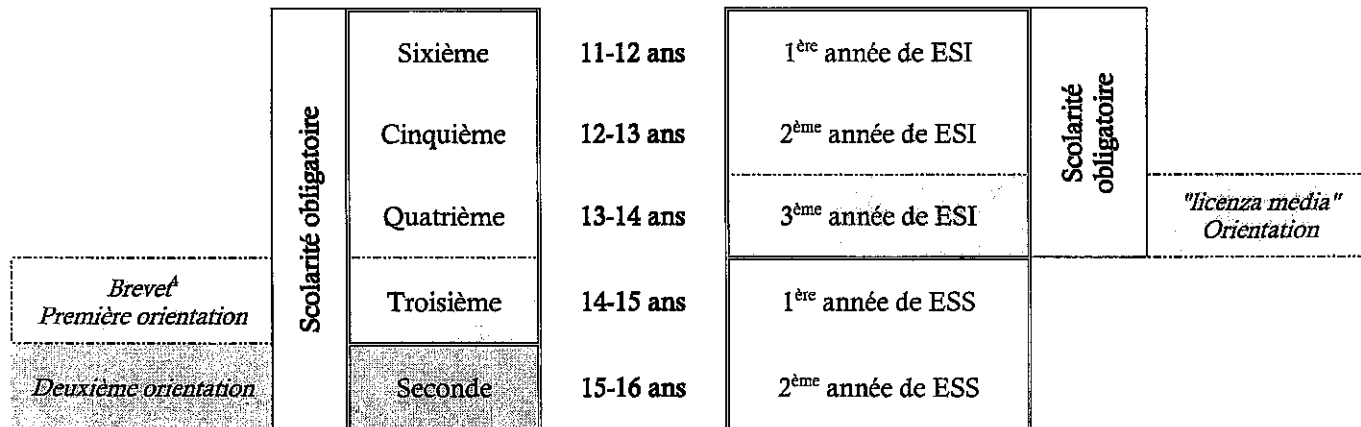 Scolarité obligatoire
Sixième 11-12 ans 1ère année de ESI
Scolarité
obligatoire
Cinquième 12-13 ans 2ème année de ESI
Quatrième 13-14 ans 3ème année de ESI
"licenza media"
Orientation
Brevet
Première orientation
Troisième 14-15 ans 1ère année de ESS
Deuxième orientation Seconde 15-16 ans 2ème année de ESS